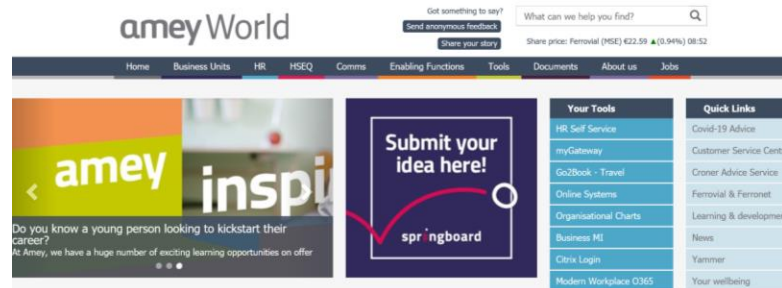 amey World
Got something to say?
Send anonymous feedback
Share your story
What can we help you find?
Share price: Ferrovial (MSE) €22.59 ▲(0.94%) 08:52
Home Business Units HR HSEQ Comms Enabling Functions Tools Documents About us Jobs
amey inspi
Do you know a young person looking to kickstart their
career?
At Amey, we have a huge number of exciting learning opportunities on offer
Submit your
idea here!
springboard
Your Tools
HR Self Service
myGateway
Go2Book - Travel
Online Systems
Organisational Charts
Business MI
Citrix Login
Modern Workplace O365
Quick Links
Covid-19 Advice
Customer Service Cent
Croner Advice Service
Ferrovial & Ferronet
Learning & developmen
News
Yammer
Your wellbeing